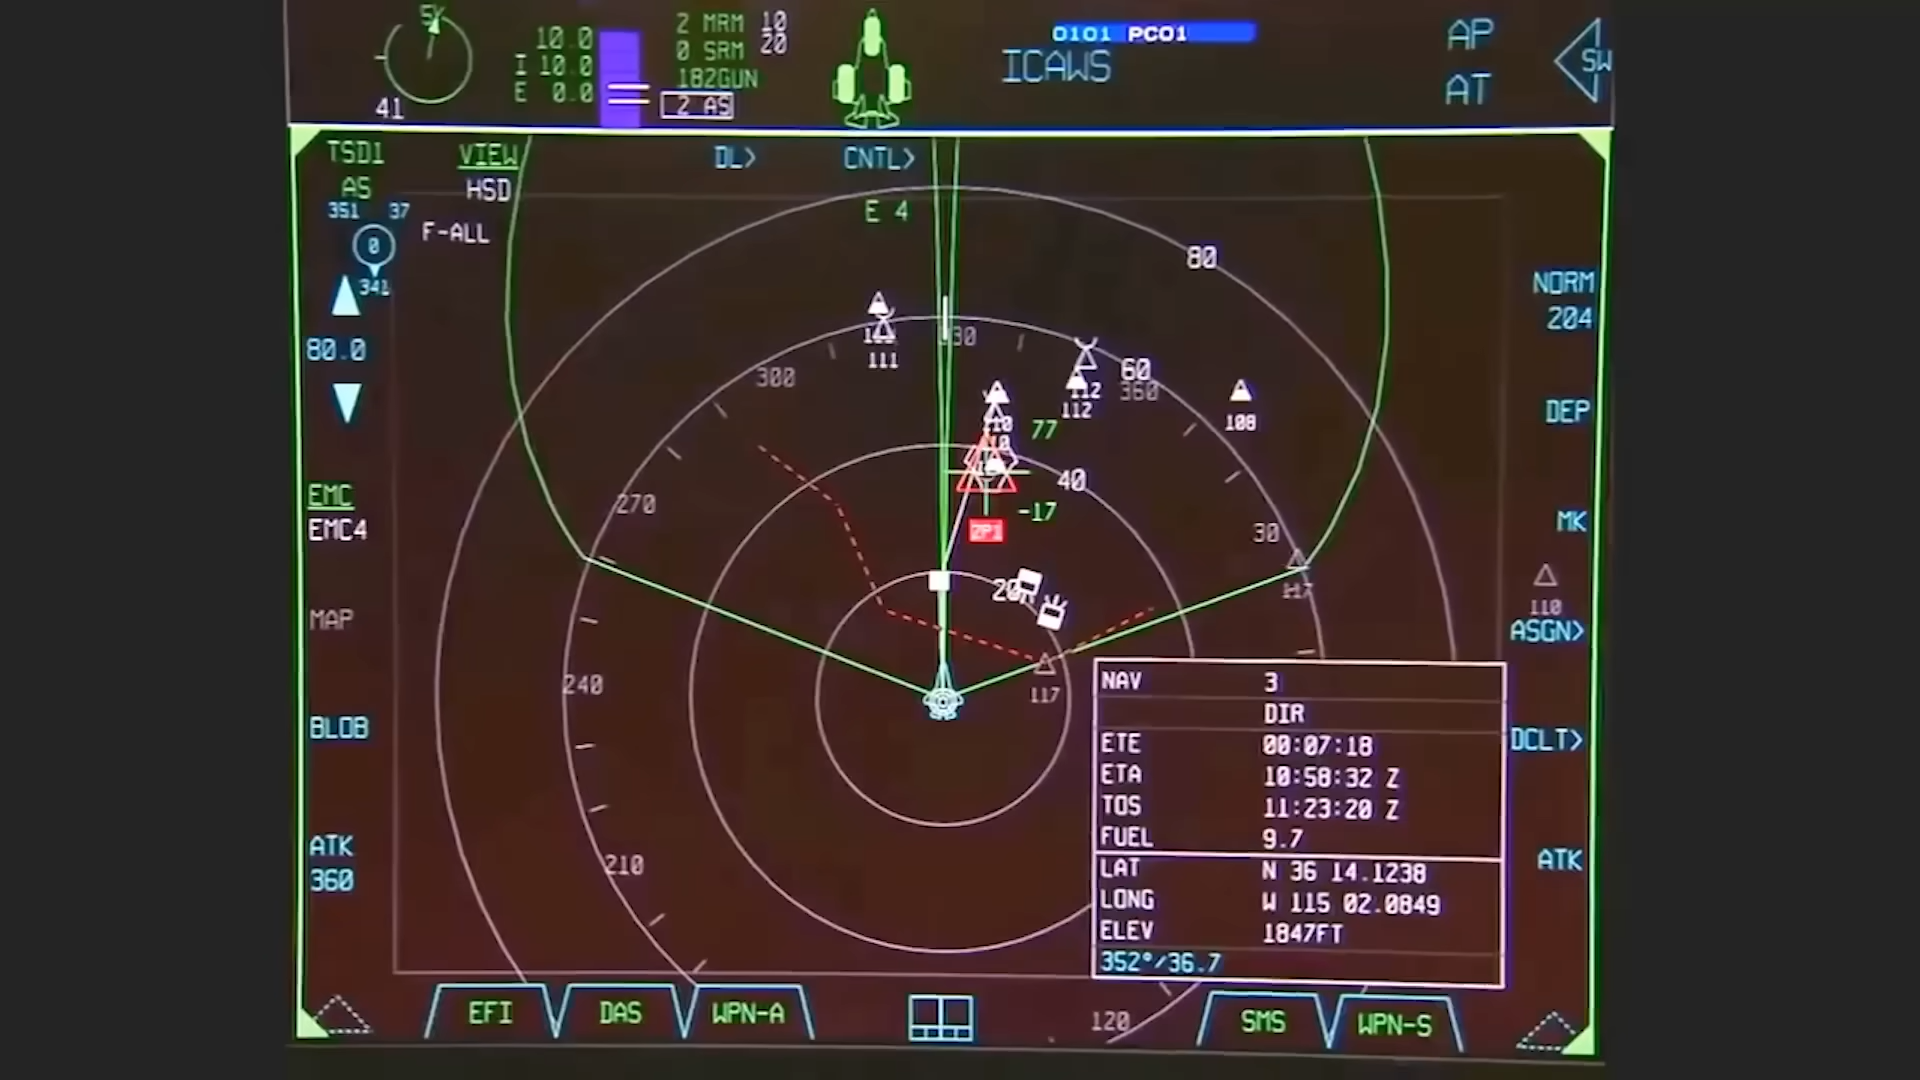 5K
41
10.0
I 10.0
E 0.0
2 MRM 10
0 SRM 20
182GUN
2 AS
0101 PC01
ICAWS
AP
AT
SW
TSD1
AS
VIEW
HSD
DL>
CNTL>
E 4
351 37
F-ALL
0
341
80.0
EMC
EMC4
MAP
BLOB
ATK
360
80
60
40
20
300
270
240
210
360
30
120
111
112
112
108
77
-17
117
117
NORM
204
DEP
MK
110
ASGN>
DCLT>
ATK
NAV 3
DIR
ETE 00:07:18
ETA 10:58:32 Z
TOS 11:23:20 Z
FUEL 9.7
LAT N 36 14.1238
LONG W 115 02.0849
ELEV 1847FT
352°/36.7
EFI
DAS
WPN-A
SMS
WPN-S